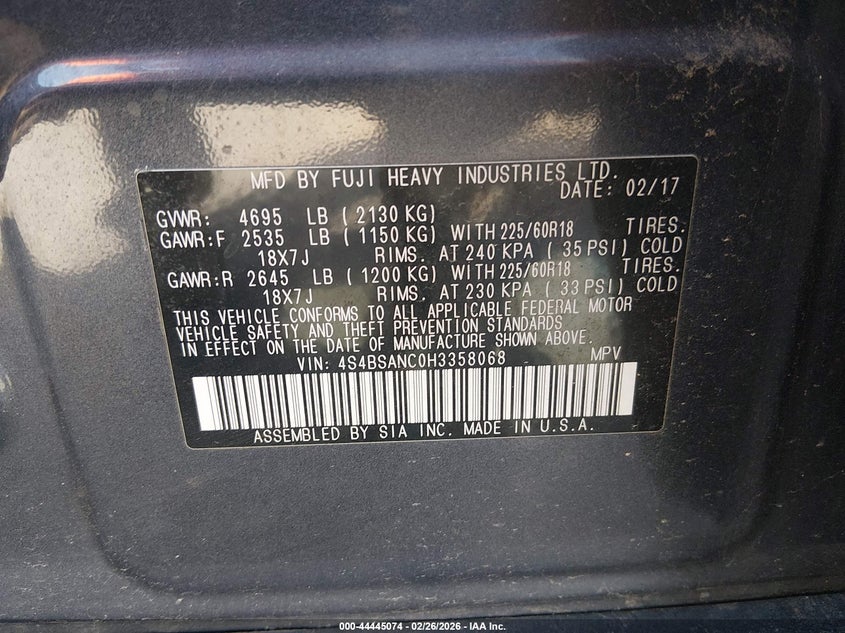 MFD BY FUJI HEAVY INDUSTRIES LTD.
DATE: 02/17
GVWR: 4695 LB ( 2130 KG)
GAWR:F 2535 LB ( 1150 KG) WITH 225/60R18 TIRES.
18X7J RIMS. AT 240 KPA ( 35 PSI) COLD
GAWR:R 2645 LB ( 1200 KG) WITH 225/60R18 TIRES.
18X7J RIMS. AT 230 KPA ( 33 PSI) COLD
THIS VEHICLE CONFORMS TO ALL APPLICABLE FEDERAL MOTOR
VEHICLE SAFETY AND THEFT PREVENTION STANDARDS
IN EFFECT ON THE DATE OF MANUFACTURE SHOWN ABOVE.
VIN: 4S4BSANC0H3358068 MPV
ASSEMBLED BY SIA INC. MADE IN U.S.A.
000-44445074 - 02/26/2026 - IAA Inc.